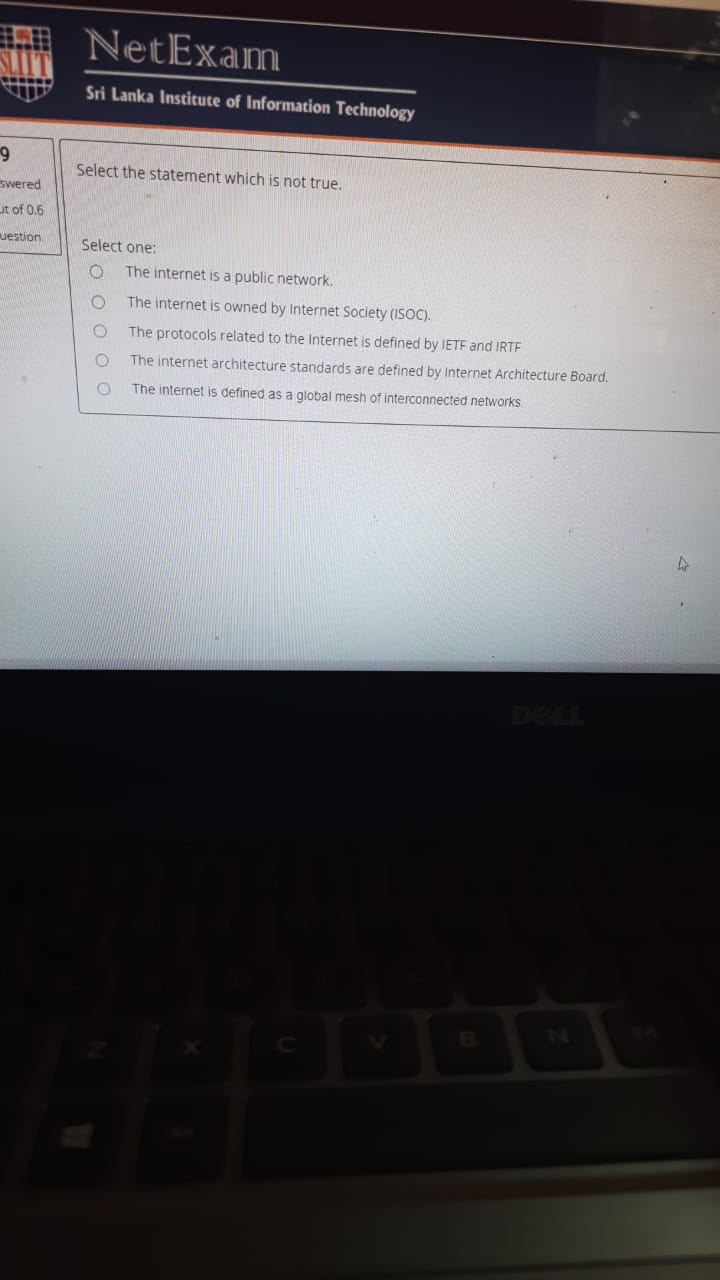 SLIIT
NetExam
Sri Lanka Institute of Information Technology
9
swered
ut of 0.6
uestion
Select the statement which is not true.
Select one:
The internet is a public network.
The internet is owned by Internet Society (ISOC).
The protocols related to the Internet is defined by IETF and IRTF
The internet architecture standards are defined by Internet Architecture Board.
The internet is defined as a global mesh of interconnected networks.
DELL
Z X C V B N M